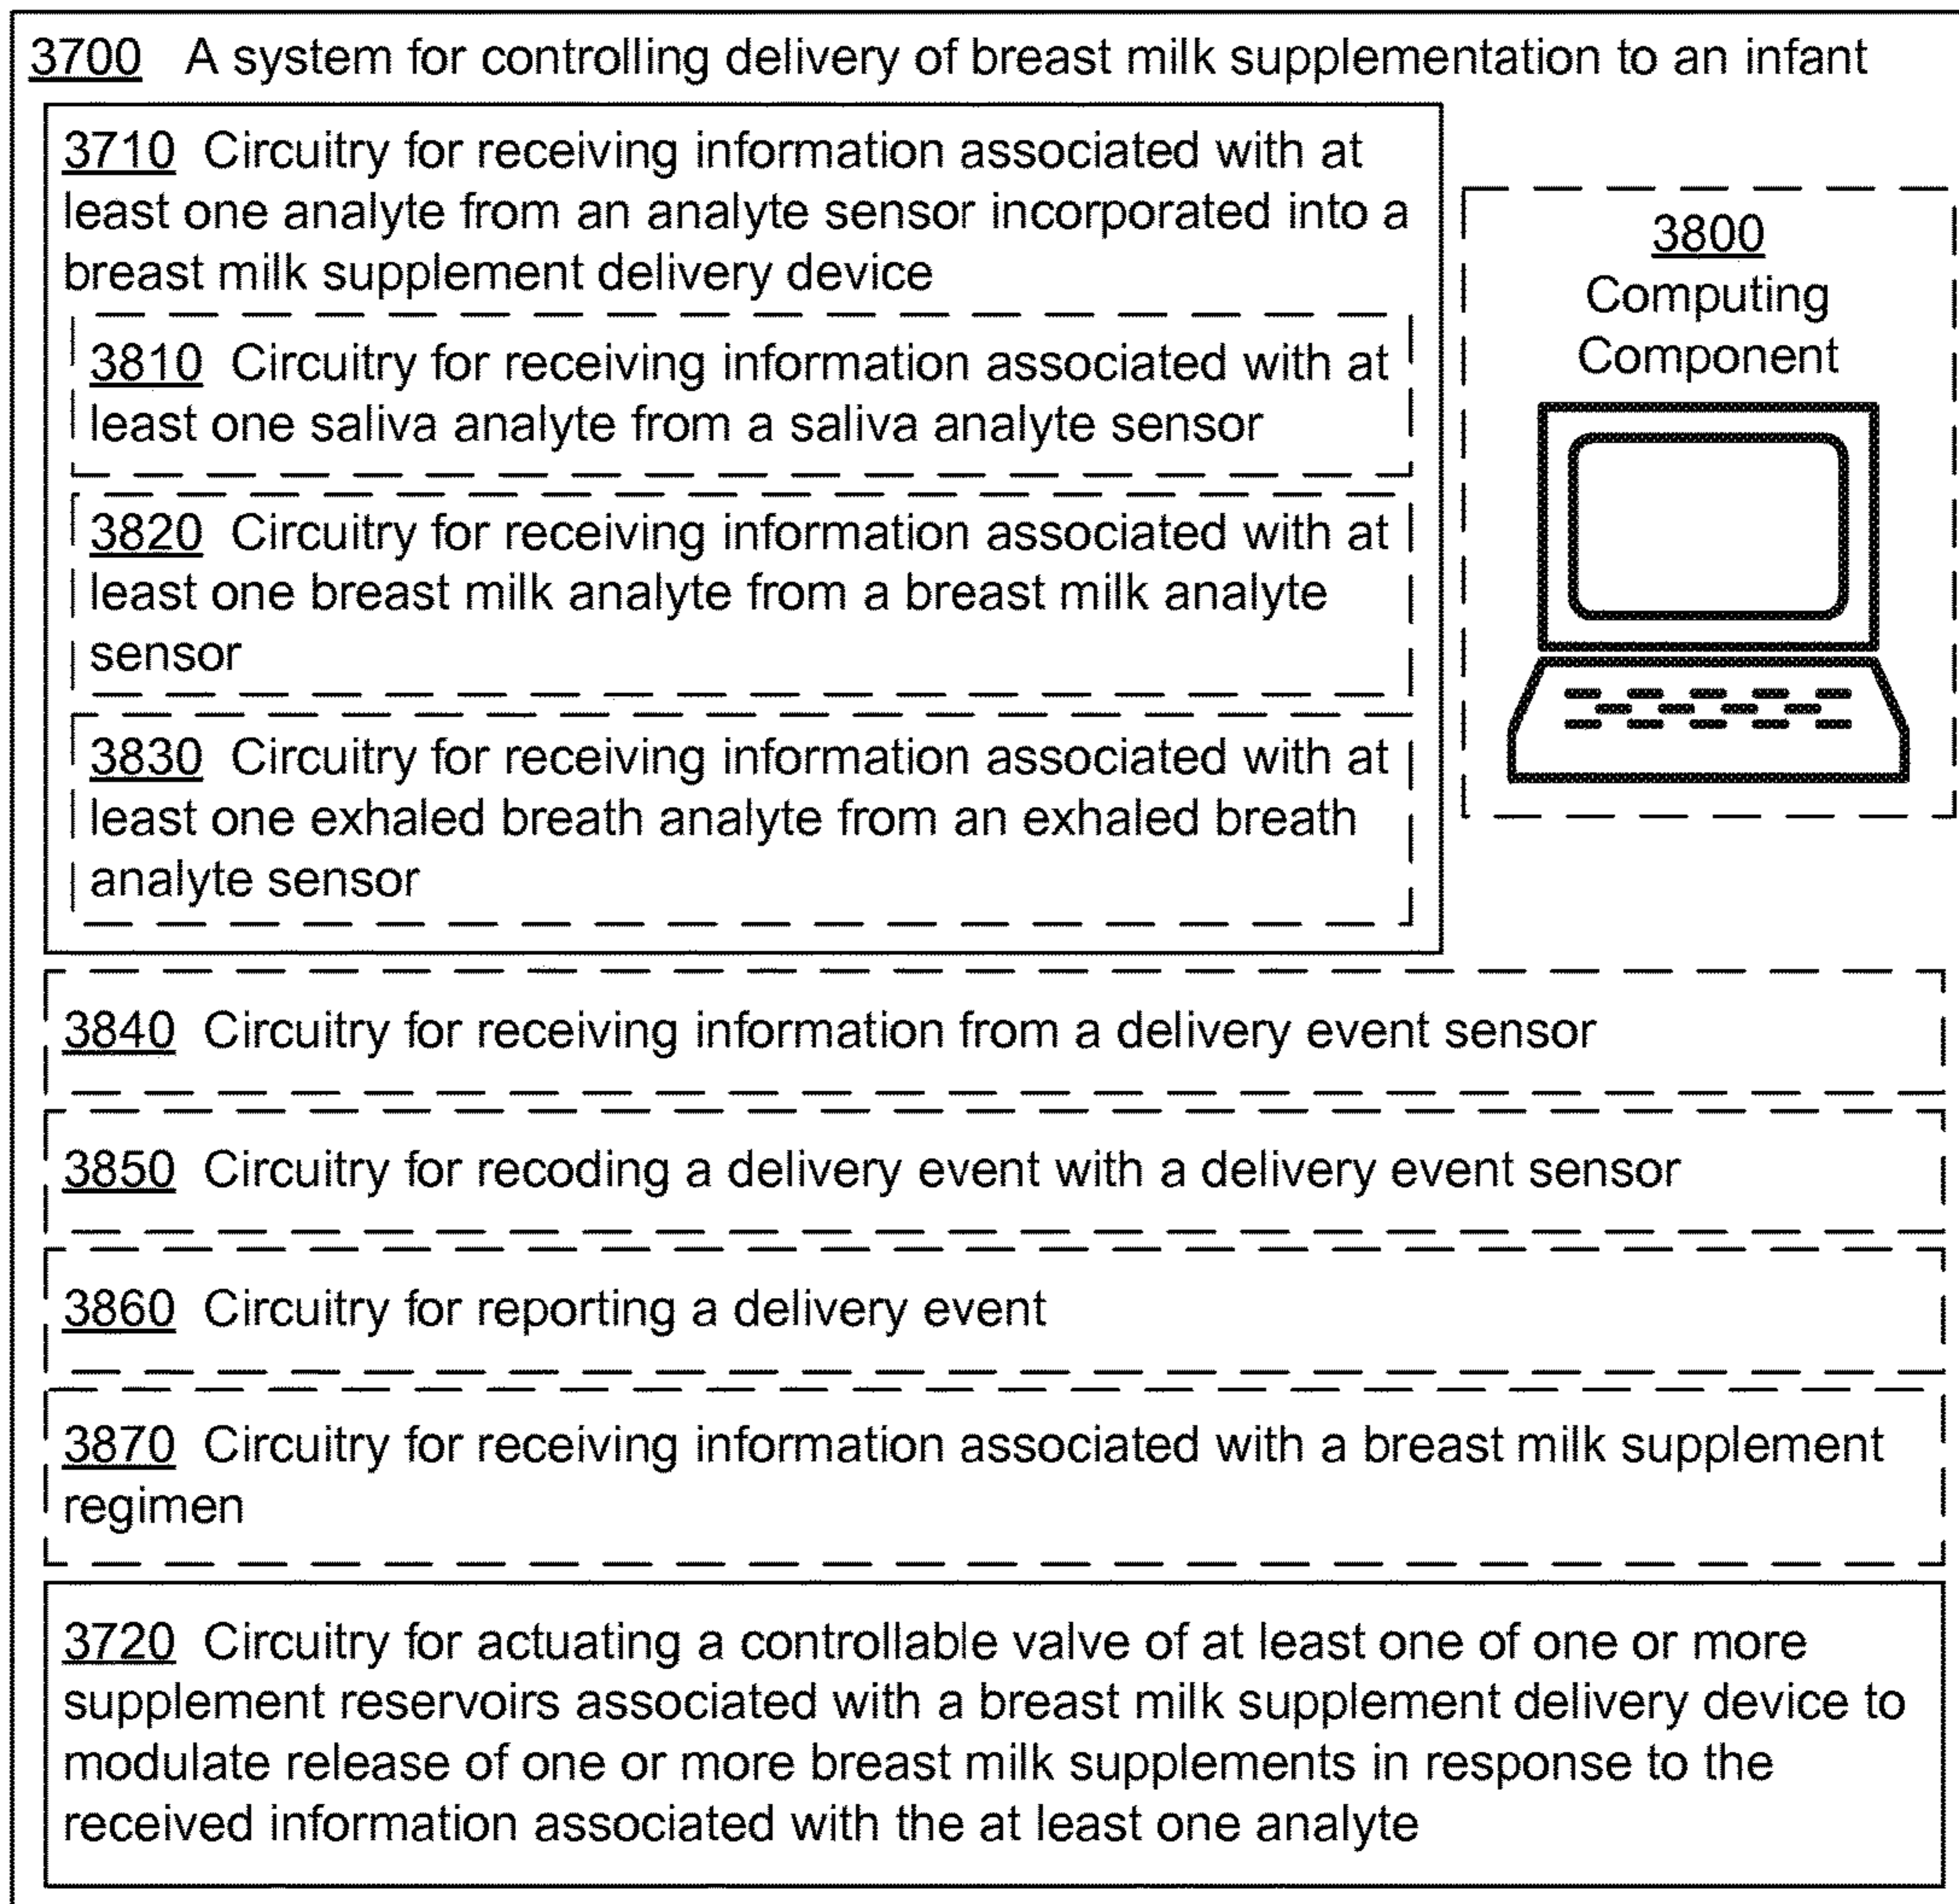 3700 A system for controlling delivery of breast milk supplementation to an infant
3710 Circuitry for receiving information associated with at
least one analyte from an analyte sensor incorporated into a
breast milk supplement delivery device
3810 Circuitry for receiving information associated with at
least one saliva analyte from a saliva analyte sensor
3820 Circuitry for receiving information associated with at
least one breast milk analyte from a breast milk analyte
sensor
3830 Circuitry for receiving information associated with at
least one exhaled breath analyte from an exhaled breath
analyte sensor
3800
Computing
Component
3840 Circuitry for receiving information from a delivery event sensor
3850 Circuitry for recoding a delivery event with a delivery event sensor
3860 Circuitry for reporting a delivery event
3870 Circuitry for receiving information associated with a breast milk supplement
regimen
3720 Circuitry for actuating a controllable valve of at least one of one or more
supplement reservoirs associated with a breast milk supplement delivery device to
modulate release of one or more breast milk supplements in response to the
received information associated with the at least one analyte